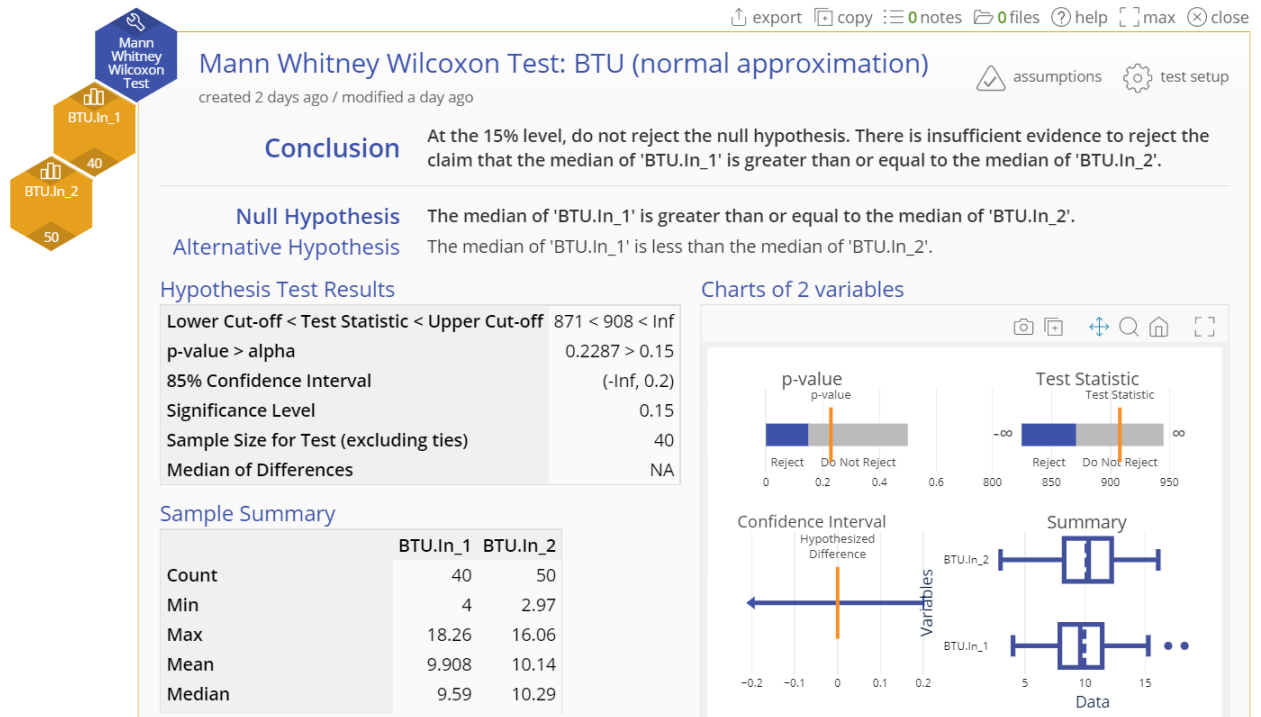 export copy 0 notes 0 files help max close
Mann
Whitney
Wilcoxon
Test
BTU.In_1
40
BTU.In_2
50
Mann Whitney Wilcoxon Test: BTU (normal approximation)
created 2 days ago / modified a day ago
assumptions test setup
Conclusion
At the 15% level, do not reject the null hypothesis. There is insufficient evidence to reject the
claim that the median of 'BTU.In_1' is greater than or equal to the median of 'BTU.In_2'.
Null Hypothesis The median of 'BTU.In_1' is greater than or equal to the median of 'BTU.In_2'.
Alternative Hypothesis The median of 'BTU.In_1' is less than the median of 'BTU.In_2'.
Hypothesis Test Results
Lower Cut-off < Test Statistic < Upper Cut-off 871 < 908 < Inf
p-value > alpha 0.2287 > 0.15
85% Confidence Interval (-Inf, 0.2)
Significance Level 0.15
Sample Size for Test (excluding ties) 40
Median of Differences NA
Sample Summary
BTU.In_1 BTU.In_2
Count 40 50
Min 4 2.97
Max 18.26 16.06
Mean 9.908 10.14
Median 9.59 10.29
Charts of 2 variables
p-value
p-value
Reject Do Not Reject
0 0.2 0.4 0.6
Test Statistic
Test Statistic
-∞ ∞
Reject Do Not Reject
800 850 900 950
Confidence Interval
Hypothesized
Difference
−0.2 −0.1 0 0.1 0.2
Summary
Variables
BTU.In_2
BTU.In_1
5 10 15
Data